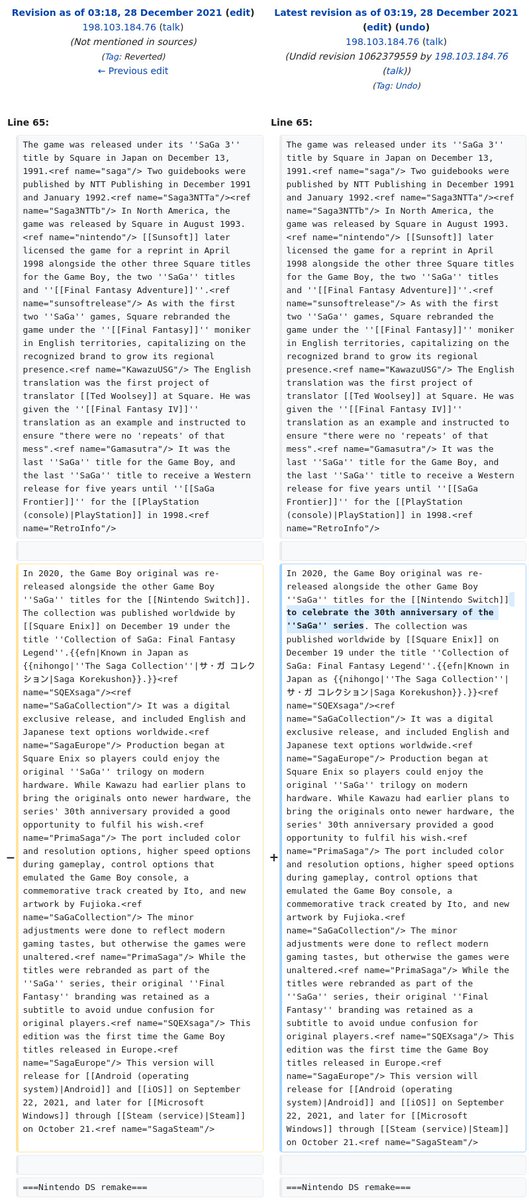 Revision as of 03:18, 28 December 2021 (edit)
198.103.184.76 (talk)
(Not mentioned in sources)
(Tag: Reverted)
← Previous edit
Latest revision as of 03:19, 28 December 2021
(edit) (undo)
198.103.184.76 (talk)
(Undid revision 1062379559 by 198.103.184.76
(talk))
(Tag: Undo)
Line 65:
The game was released under its ''SaGa 3''
title by Square in Japan on December 13,
1991.<ref name="saga"/> Two guidebooks were
published by NTT Publishing in December 1991
and January 1992.<ref name="Saga3NTTa"/><ref
name="Saga3NTTb"/> In North America, the
game was released by Square in August 1993.
<ref name="nintendo"/> [[Sunsoft]] later
licensed the game for a reprint in April
1998 alongside the other three Square titles
for the Game Boy, the two ''SaGa'' titles
and ''[[Final Fantasy Adventure]]''.<ref
name="sunsoftrelease"/> As with the first
two ''SaGa'' games, Square rebranded the
game under the ''[[Final Fantasy]]'' moniker
in English territories, capitalizing on the
recognized brand to grow its regional
presence.<ref name="KawazuUSG"/> The English
translation was the first project of
translator [[Ted Woolsey]] at Square. He was
given the ''[[Final Fantasy IV]]''
translation as an example and instructed to
ensure "there were no 'repeats' of that
mess".<ref name="Gamasutra"/> It was the
last ''SaGa'' title for the Game Boy, and
the last ''SaGa'' title to receive a Western
release for five years until ''[[SaGa
Frontier]]'' for the [[PlayStation
(console)|PlayStation]] in 1998.<ref
name="RetroInfo"/>
−
In 2020, the Game Boy original was re-
released alongside the other Game Boy
''SaGa'' titles for the [[Nintendo Switch]].
The collection was published worldwide by
[[Square Enix]] on December 19 under the
title ''Collection of SaGa: Final Fantasy
Legend''.{{efn|Known in Japan as
{{nihongo|''The Saga Collection''|サ・ガ コレク
ション|Saga Korekushon}}.}}<ref
name="SQEXsaga"/><ref
name="SaGaCollection"/> It was a digital
exclusive release, and included English and
Japanese text options worldwide.<ref
name="SagaEurope"/> Production began at
Square Enix so players could enjoy the
original ''SaGa'' trilogy on modern
hardware. While Kawazu had earlier plans to
bring the originals onto newer hardware, the
series' 30th anniversary provided a good
opportunity to fulfil his wish.<ref
name="PrimaSaga"/> The port included color
and resolution options, higher speed options
during gameplay, control options that
emulated the Game Boy console, a
commemorative track created by Ito, and new
artwork by Fujioka.<ref
name="SaGaCollection"/> The minor
adjustments were done to reflect modern
gaming tastes, but otherwise the games were
unaltered.<ref name="PrimaSaga"/> While the
titles were rebranded as part of the
''SaGa'' series, their original ''Final
Fantasy'' branding was retained as a
subtitle to avoid undue confusion for
original players.<ref name="SQEXsaga"/> This
edition was the first time the Game Boy
titles released in Europe.<ref
name="SagaEurope"/> This version will
release for [[Android (operating
system)|Android]] and [[iOS]] on September
22, 2021, and later for [[Microsoft
Windows]] through [[Steam (service)|Steam]]
on October 21.<ref name="SagaSteam"/>
===Nintendo DS remake===
Line 65:
The game was released under its ''SaGa 3''
title by Square in Japan on December 13,
1991.<ref name="saga"/> Two guidebooks were
published by NTT Publishing in December 1991
and January 1992.<ref name="Saga3NTTa"/><ref
name="Saga3NTTb"/> In North America, the
game was released by Square in August 1993.
<ref name="nintendo"/> [[Sunsoft]] later
licensed the game for a reprint in April
1998 alongside the other three Square titles
for the Game Boy, the two ''SaGa'' titles
and ''[[Final Fantasy Adventure]]''.<ref
name="sunsoftrelease"/> As with the first
two ''SaGa'' games, Square rebranded the
game under the ''[[Final Fantasy]]'' moniker
in English territories, capitalizing on the
recognized brand to grow its regional
presence.<ref name="KawazuUSG"/> The English
translation was the first project of
translator [[Ted Woolsey]] at Square. He was
given the ''[[Final Fantasy IV]]''
translation as an example and instructed to
ensure "there were no 'repeats' of that
mess".<ref name="Gamasutra"/> It was the
last ''SaGa'' title for the Game Boy, and
the last ''SaGa'' title to receive a Western
release for five years until ''[[SaGa
Frontier]]'' for the [[PlayStation
(console)|PlayStation]] in 1998.<ref
name="RetroInfo"/>
+
In 2020, the Game Boy original was re-
released alongside the other Game Boy
''SaGa'' titles for the [[Nintendo Switch]]
to celebrate the 30th anniversary of the
''SaGa'' series. The collection was
published worldwide by [[Square Enix]] on
December 19 under the title ''Collection of
SaGa: Final Fantasy Legend''.{{efn|Known in
Japan as {{nihongo|''The Saga Collection''|
サ・ガ コレクション|Saga Korekushon}}.}}<ref
name="SQEXsaga"/><ref
name="SaGaCollection"/> It was a digital
exclusive release, and included English and
Japanese text options worldwide.<ref
name="SagaEurope"/> Production began at
Square Enix so players could enjoy the
original ''SaGa'' trilogy on modern
hardware. While Kawazu had earlier plans to
bring the originals onto newer hardware, the
series' 30th anniversary provided a good
opportunity to fulfil his wish.<ref
name="PrimaSaga"/> The port included color
and resolution options, higher speed options
during gameplay, control options that
emulated the Game Boy console, a
commemorative track created by Ito, and new
artwork by Fujioka.<ref
name="SaGaCollection"/> The minor
adjustments were done to reflect modern
gaming tastes, but otherwise the games were
unaltered.<ref name="PrimaSaga"/> While the
titles were rebranded as part of the
''SaGa'' series, their original ''Final
Fantasy'' branding was retained as a
subtitle to avoid undue confusion for
original players.<ref name="SQEXsaga"/> This
edition was the first time the Game Boy
titles released in Europe.<ref
name="SagaEurope"/> This version will
release for [[Android (operating
system)|Android]] and [[iOS]] on September
22, 2021, and later for [[Microsoft
Windows]] through [[Steam (service)|Steam]]
on October 21.<ref name="SagaSteam"/>
===Nintendo DS remake===